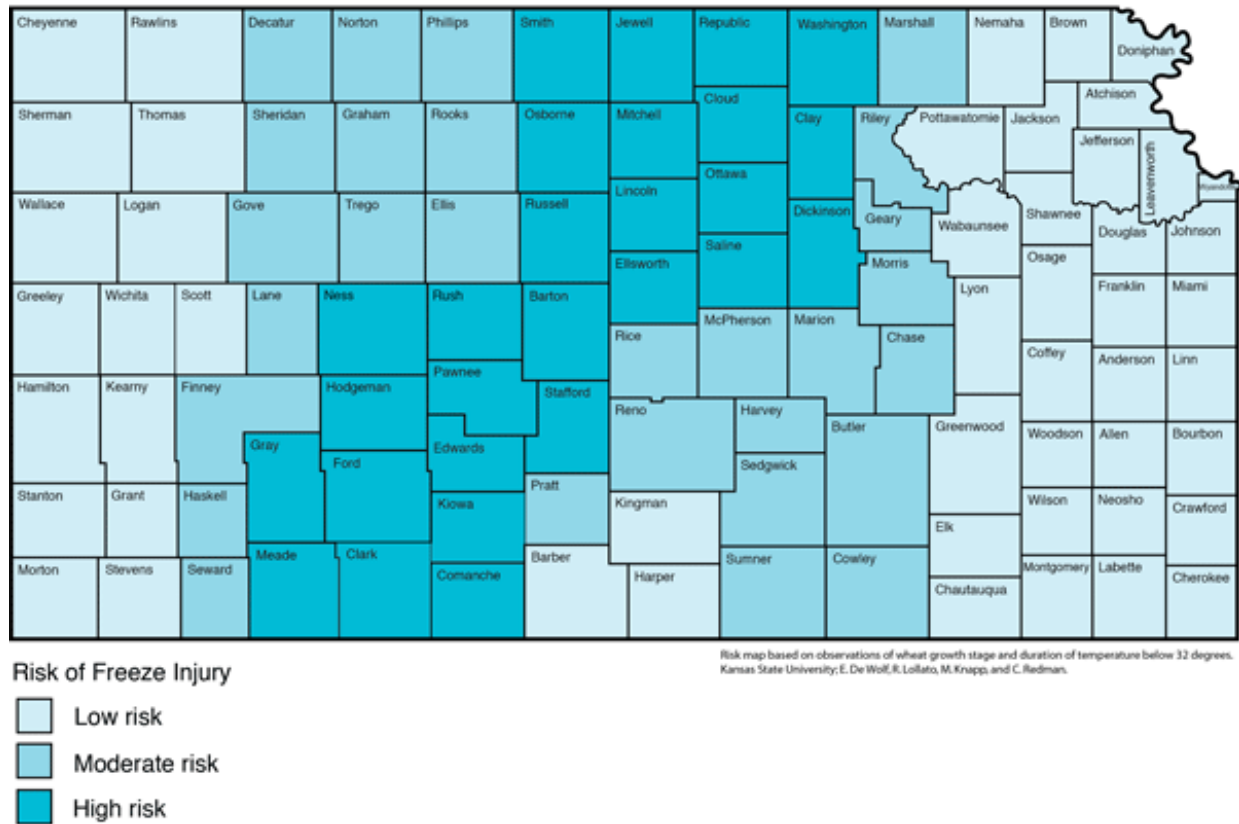 Cheyenne
Rawlins
Decatur
Norton
Phillips
Smith
Jewell
Republic
Washington
Marshall
Nemaha
Brown
Doniphan
Sherman
Thomas
Sheridan
Graham
Rooks
Osborne
Mitchell
Cloud
Clay
Riley
Pottawatomie
Jackson
Atchison
Jefferson
Leavenworth
Wallace
Logan
Gove
Trego
Ellis
Russell
Lincoln
Ottawa
Dickinson
Geary
Wabaunsee
Shawnee
Douglas
Johnson
Ellsworth
Saline
Morris
Osage
Greeley
Wichita
Scott
Lane
Ness
Rush
Barton
Rice
McPherson
Marion
Chase
Lyon
Franklin
Miami
Coffey
Anderson
Linn
Hamilton
Kearny
Finney
Hodgeman
Pawnee
Stafford
Reno
Harvey
Butler
Greenwood
Woodson
Allen
Bourbon
Gray
Ford
Edwards
Sedgwick
Stanton
Grant
Haskell
Kiowa
Pratt
Kingman
Elk
Wilson
Neosho
Crawford
Morton
Stevens
Seward
Meade
Clark
Comanche
Barber
Harper
Sumner
Cowley
Chautauqua
Montgomery
Labette
Cherokee
Risk map based on observations of wheat growth stage and duration of temperature below 32 degrees.
Kansas State University; E. De Wolf, R. Lollato, M. Knapp, and C. Redman.
Risk of Freeze Injury
Low risk
Moderate risk
High risk